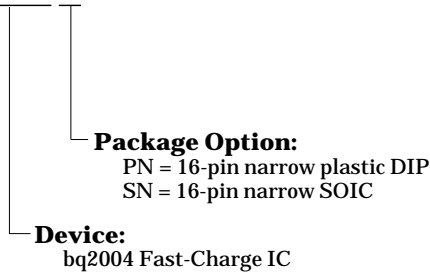 Package Option:
PN = 16-pin narrow plastic DIP
SN = 16-pin narrow SOIC
Device:
bq2004 Fast-Charge IC